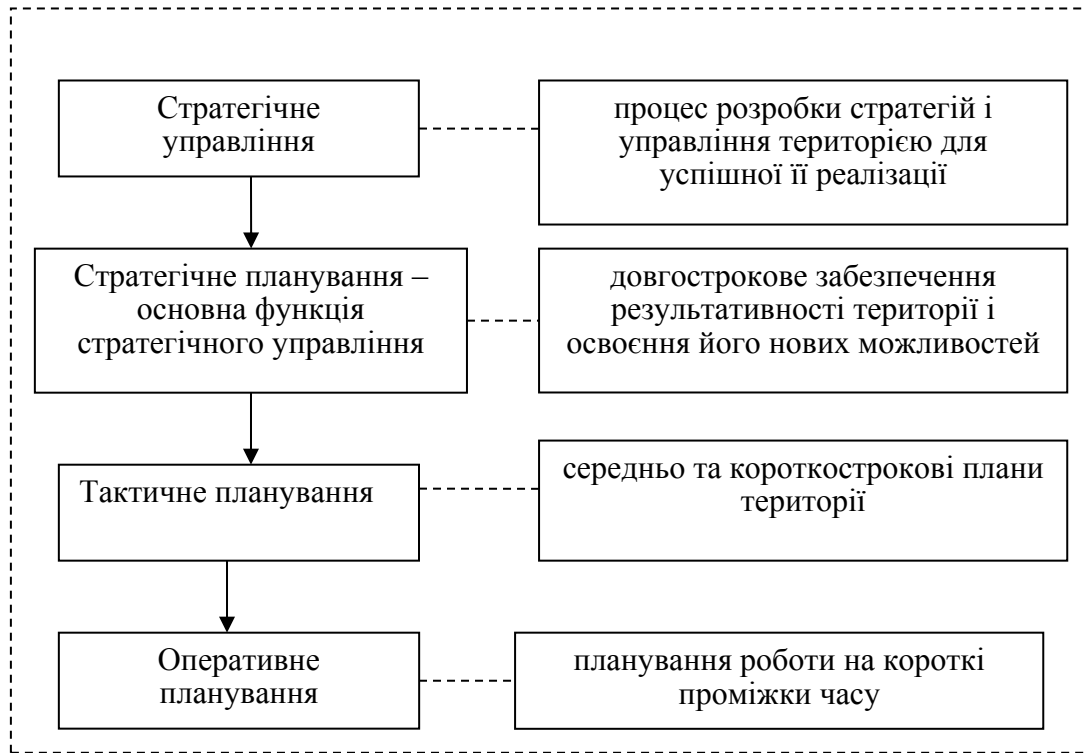 Стратегічне
управління
процес розробки стратегій і
управління територією для
успішної її реалізації
Стратегічне планування –
основна функція
стратегічного управління
довгострокове забезпечення
результативності території і
освоєння його нових можливостей
Тактичне планування
середньо та короткострокові плани
території
Оперативне
планування
планування роботи на короткі
проміжки часу